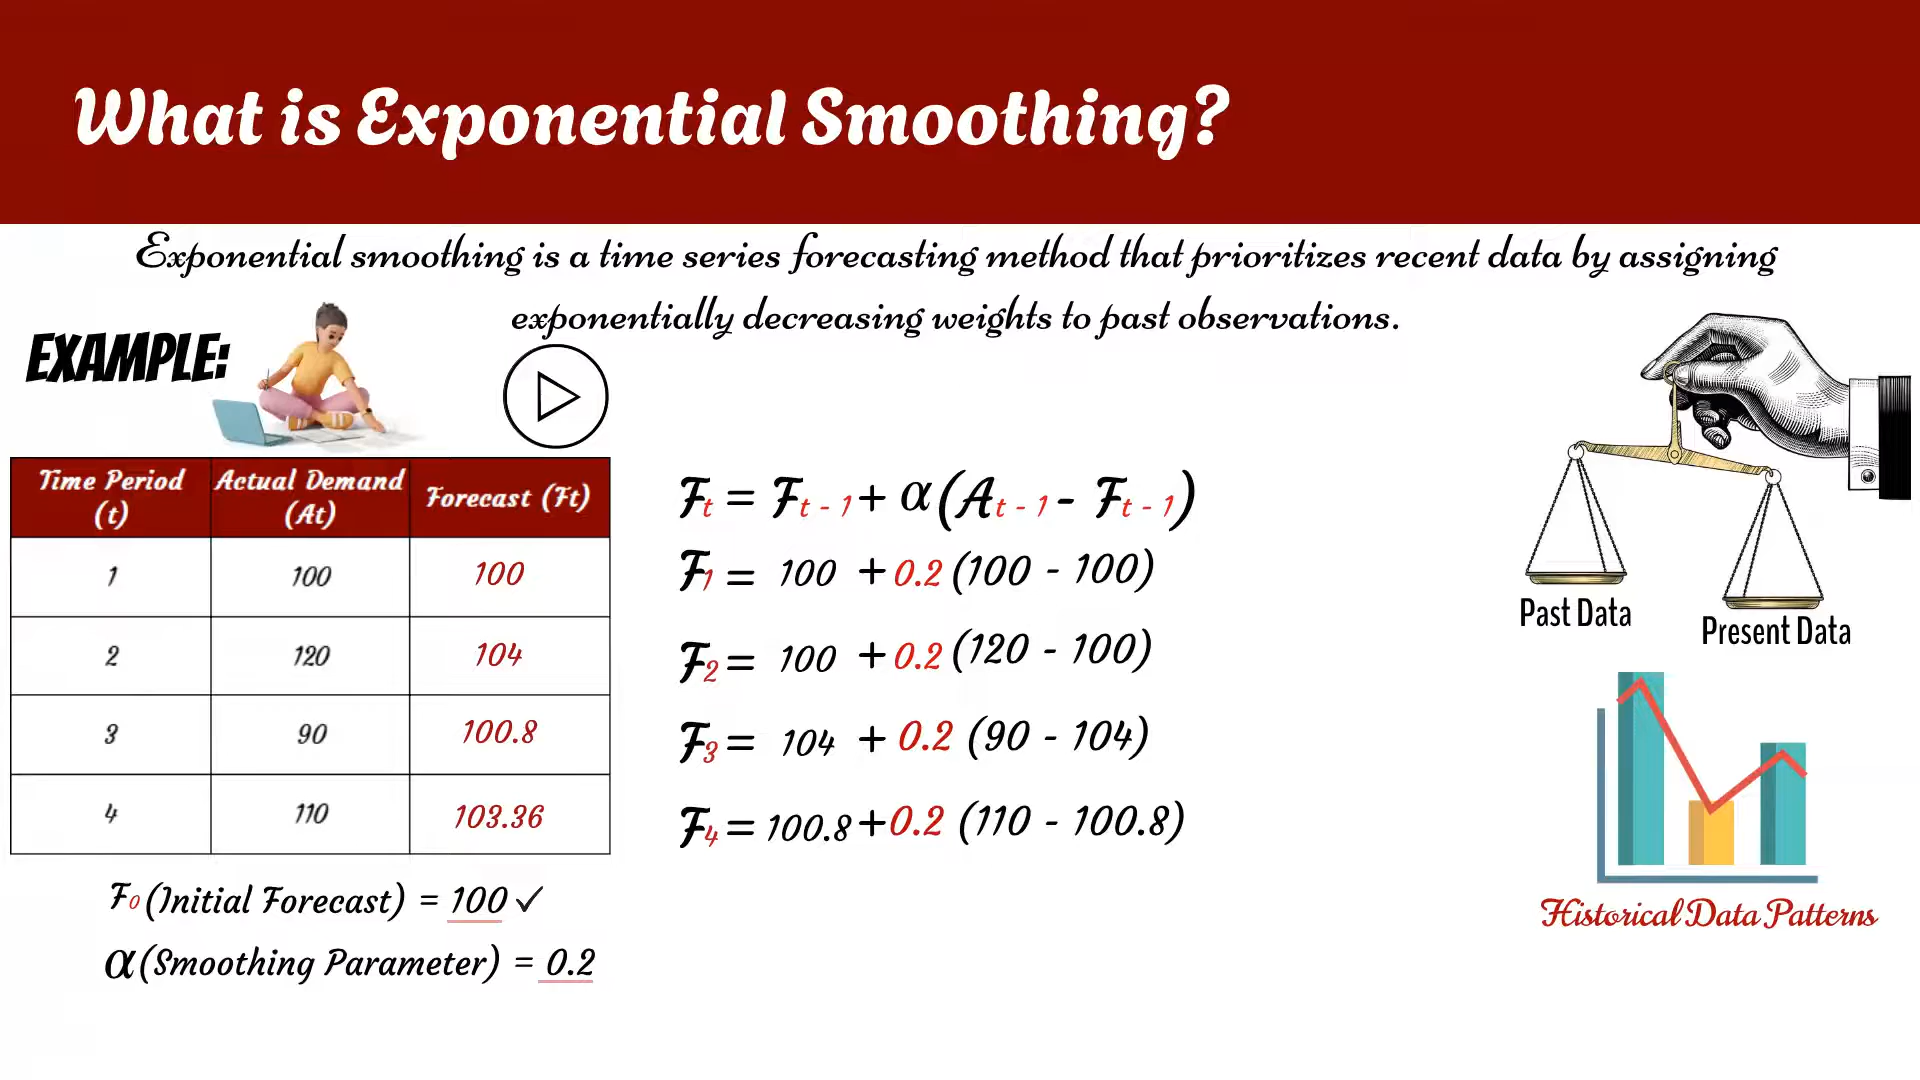 What is Exponential Smoothing?
Exponential smoothing is a time series forecasting method that prioritizes recent data by assigning
exponentially decreasing weights to past observations.
EXAMPLE:
Time Period (t) Actual Demand (At) Forecast (Ft)
1 100 100
2 120 104
3 90 100.8
4 110 103.36
F0 (Initial Forecast) = 100 ✓
α (Smoothing Parameter) = 0.2
Ft = Ft - 1 + α (At - 1 - Ft - 1)
F1 = 100 + 0.2 (100 - 100)
F2 = 100 + 0.2 (120 - 100)
F3 = 104 + 0.2 (90 - 104)
F4 = 100.8 + 0.2 (110 - 100.8)
Past Data
Present Data
Historical Data Patterns